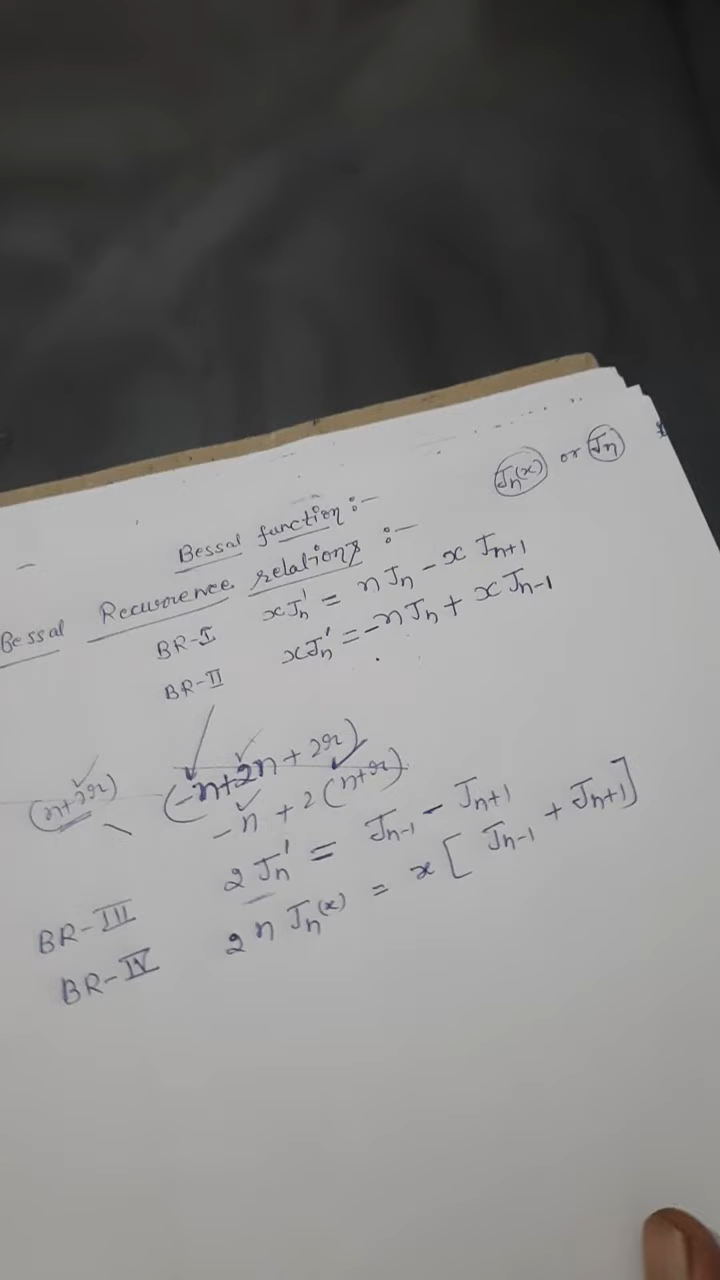 Jn(x) or Jn
Bessal function :-
Bessal Recurrence relations :-
BR-I xJn' = nJn - x Jn+1
BR-II xJn' = -nJn + xJn-1
(n+2r) (-n+2n+2r)
-n + 2(n+r)
BR-III 2Jn' = Jn-1 - Jn+1
BR-IV 2nJn(x) = x[Jn-1 + Jn+1]